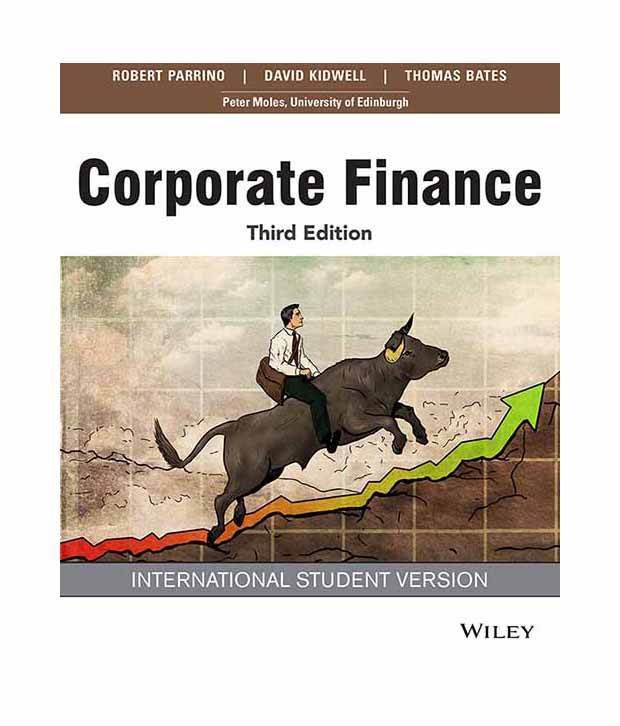 ROBERT PARRINO | DAVID KIDWELL | THOMAS BATES
Peter Moles, University of Edinburgh
Corporate Finance
Third Edition
INTERNATIONAL STUDENT VERSION
WILEY